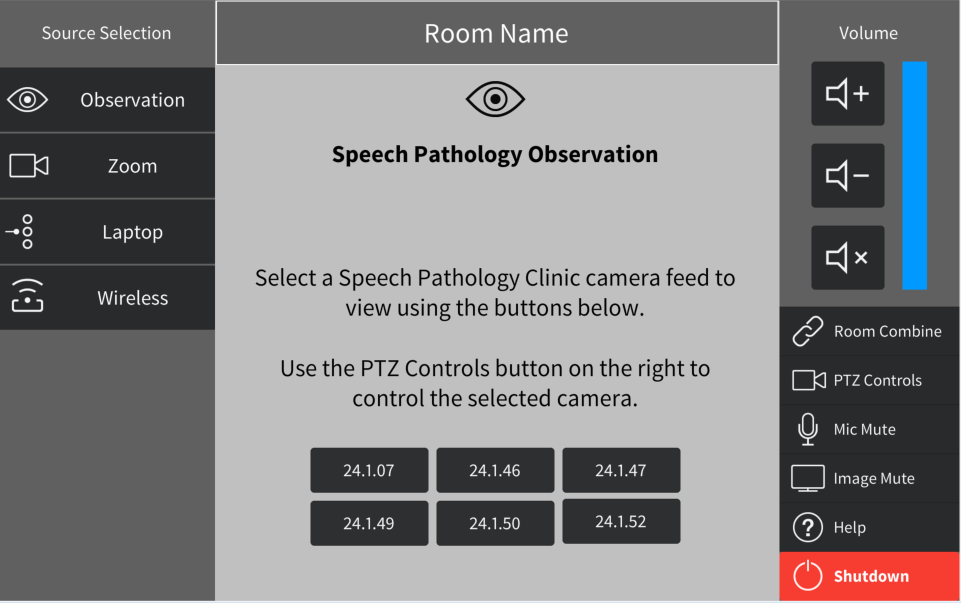 Source Selection
Observation
Zoom
Laptop
Wireless
Room Name
Speech Pathology Observation
Select a Speech Pathology Clinic camera feed to
view using the buttons below.
Use the PTZ Controls button on the right to
control the selected camera.
24.1.07
24.1.46
24.1.47
24.1.49
24.1.50
24.1.52
Volume
Room Combine
PTZ Controls
Mic Mute
Image Mute
Help
Shutdown